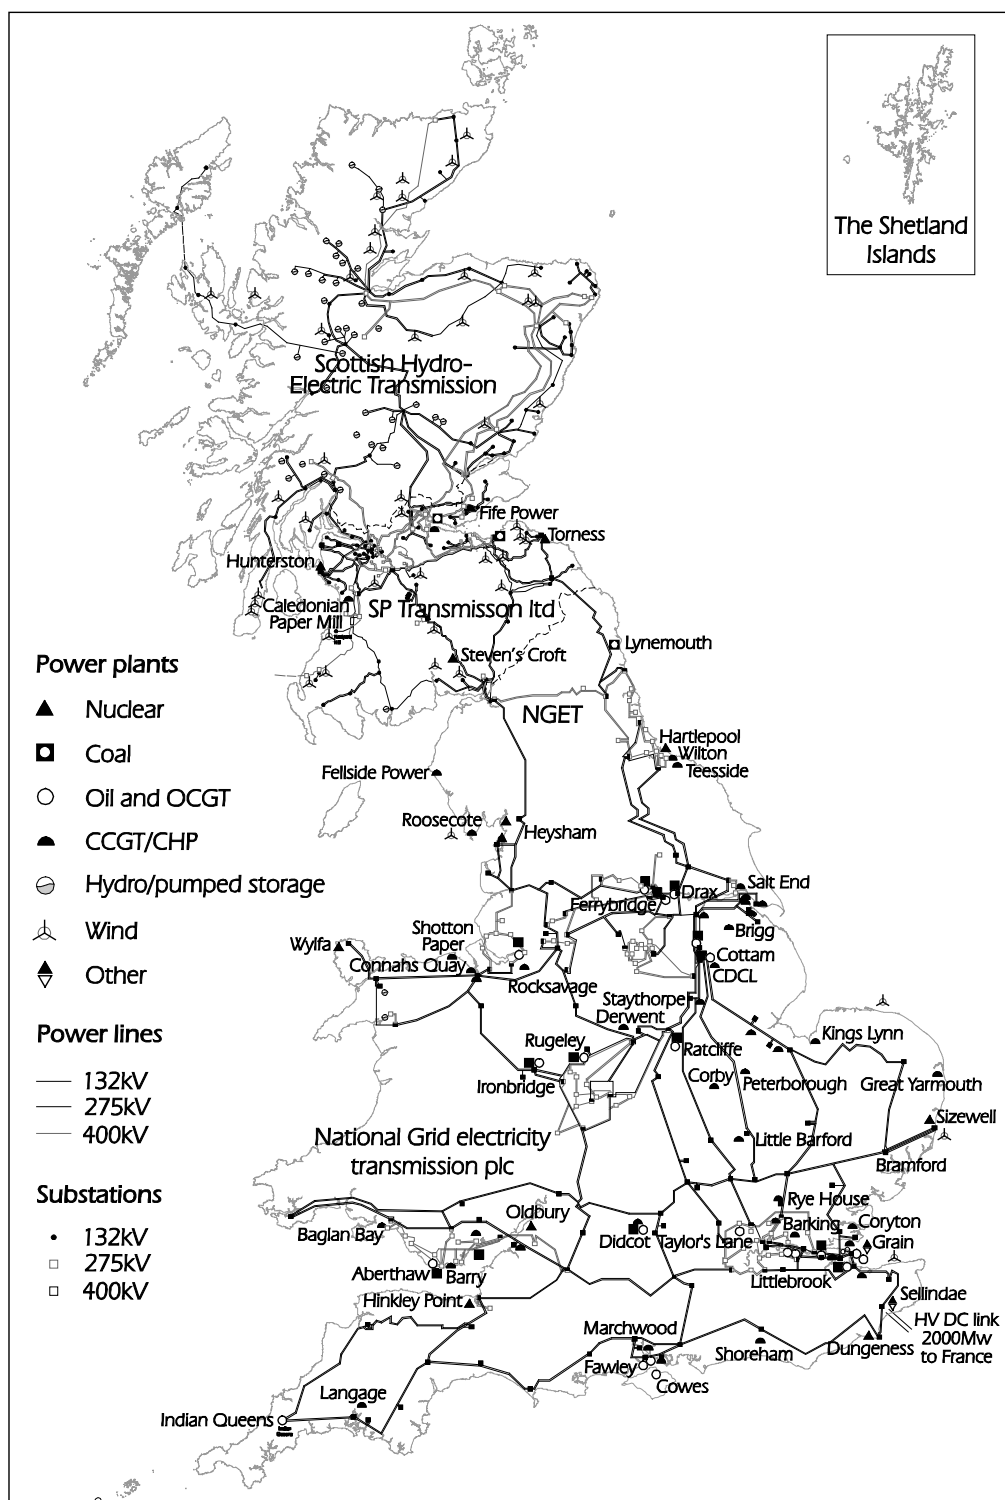 The Shetland
Islands
Scottish Hydro-
Electric Transmission
Fife Power
Torness
Hunterston
Caledonian
Paper Mill
SP Transmisson ltd
Lynemouth
Steven's Croft
NGET
Power plants
Nuclear
Coal
Oil and OCGT
CCGT/CHP
Hydro/pumped storage
Wind
Other
Power lines
132kV
275kV
400kV
Substations
132kV
275kV
400kV
Hartlepool
Wilton
Teesside
Fellside Power
Roosecote
Heysham
Salt End
Drax
Ferrybridge
Brigg
Shotton
Paper
Wylfa
Connahs Quay
Rocksavage
Cottam
CDCL
Staythorpe
Derwent
Kings Lynn
Rugeley
Ratcliffe
Ironbridge
Corby
Peterborough
Great Yarmouth
Sizewell
National Grid electricity
transmission plc
Little Barford
Bramford
Rye House
Oldbury
Baglan Bay
Didcot
Taylor's Lane
Barking
Coryton
Grain
Aberthaw
Barry
Littlebrook
Hinkley Point
Sellindae
Marchwood
HV DC link
2000Mw
to France
Shoreham
Dungeness
Fawley
Cowes
Langage
Indian Queens
Indian
Queens